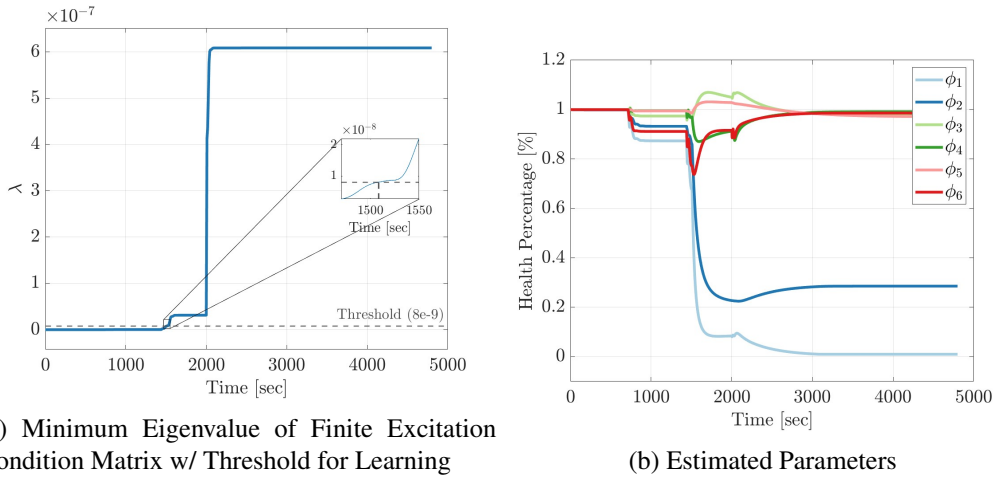 ×10⁻⁷
6
5
4
3
2
1
0
λ
0
1000
2000
3000
4000
5000
Time [sec]
Threshold (8e-9)
×10⁻⁸
2
1
1500
1550
Time [sec]
) Minimum Eigenvalue of Finite Excitation
ondition Matrix w/ Threshold for Learning
1.2
1
0.8
0.6
0.4
0.2
0
Health Percentage [%]
0
1000
2000
3000
4000
5000
Time [sec]
ϕ₁
ϕ₂
ϕ₃
ϕ₄
ϕ₅
ϕ₆
(b) Estimated Parameters